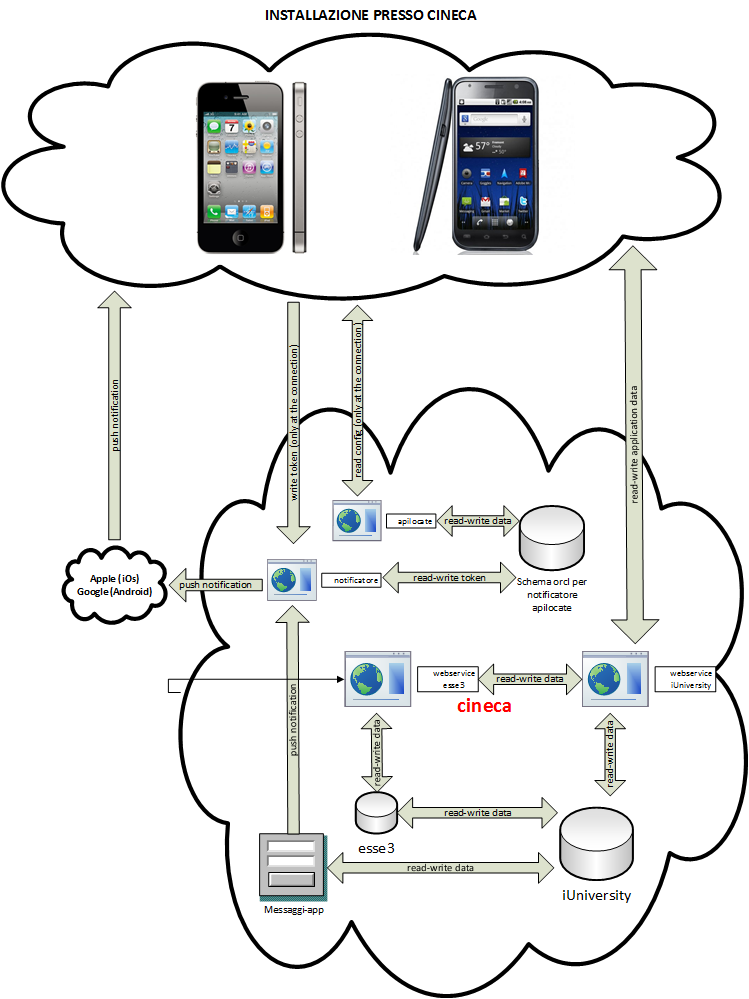 INSTALLAZIONE PRESSO CINECA
push notification
write token (only at the connection)
read config (only at the connection)
read-write application data
apilocate
read-write data
Apple (iOs)
Google (Android)
push notification
notificatore
read-write token
Schema orcl per
notificatore
apilocate
webservice
esse3
read-write data
webservice
iUniversity
cineca
push notification
read-write data
read-write data
read-write data
esse3
read-write data
iUniversity
Messaggi-app